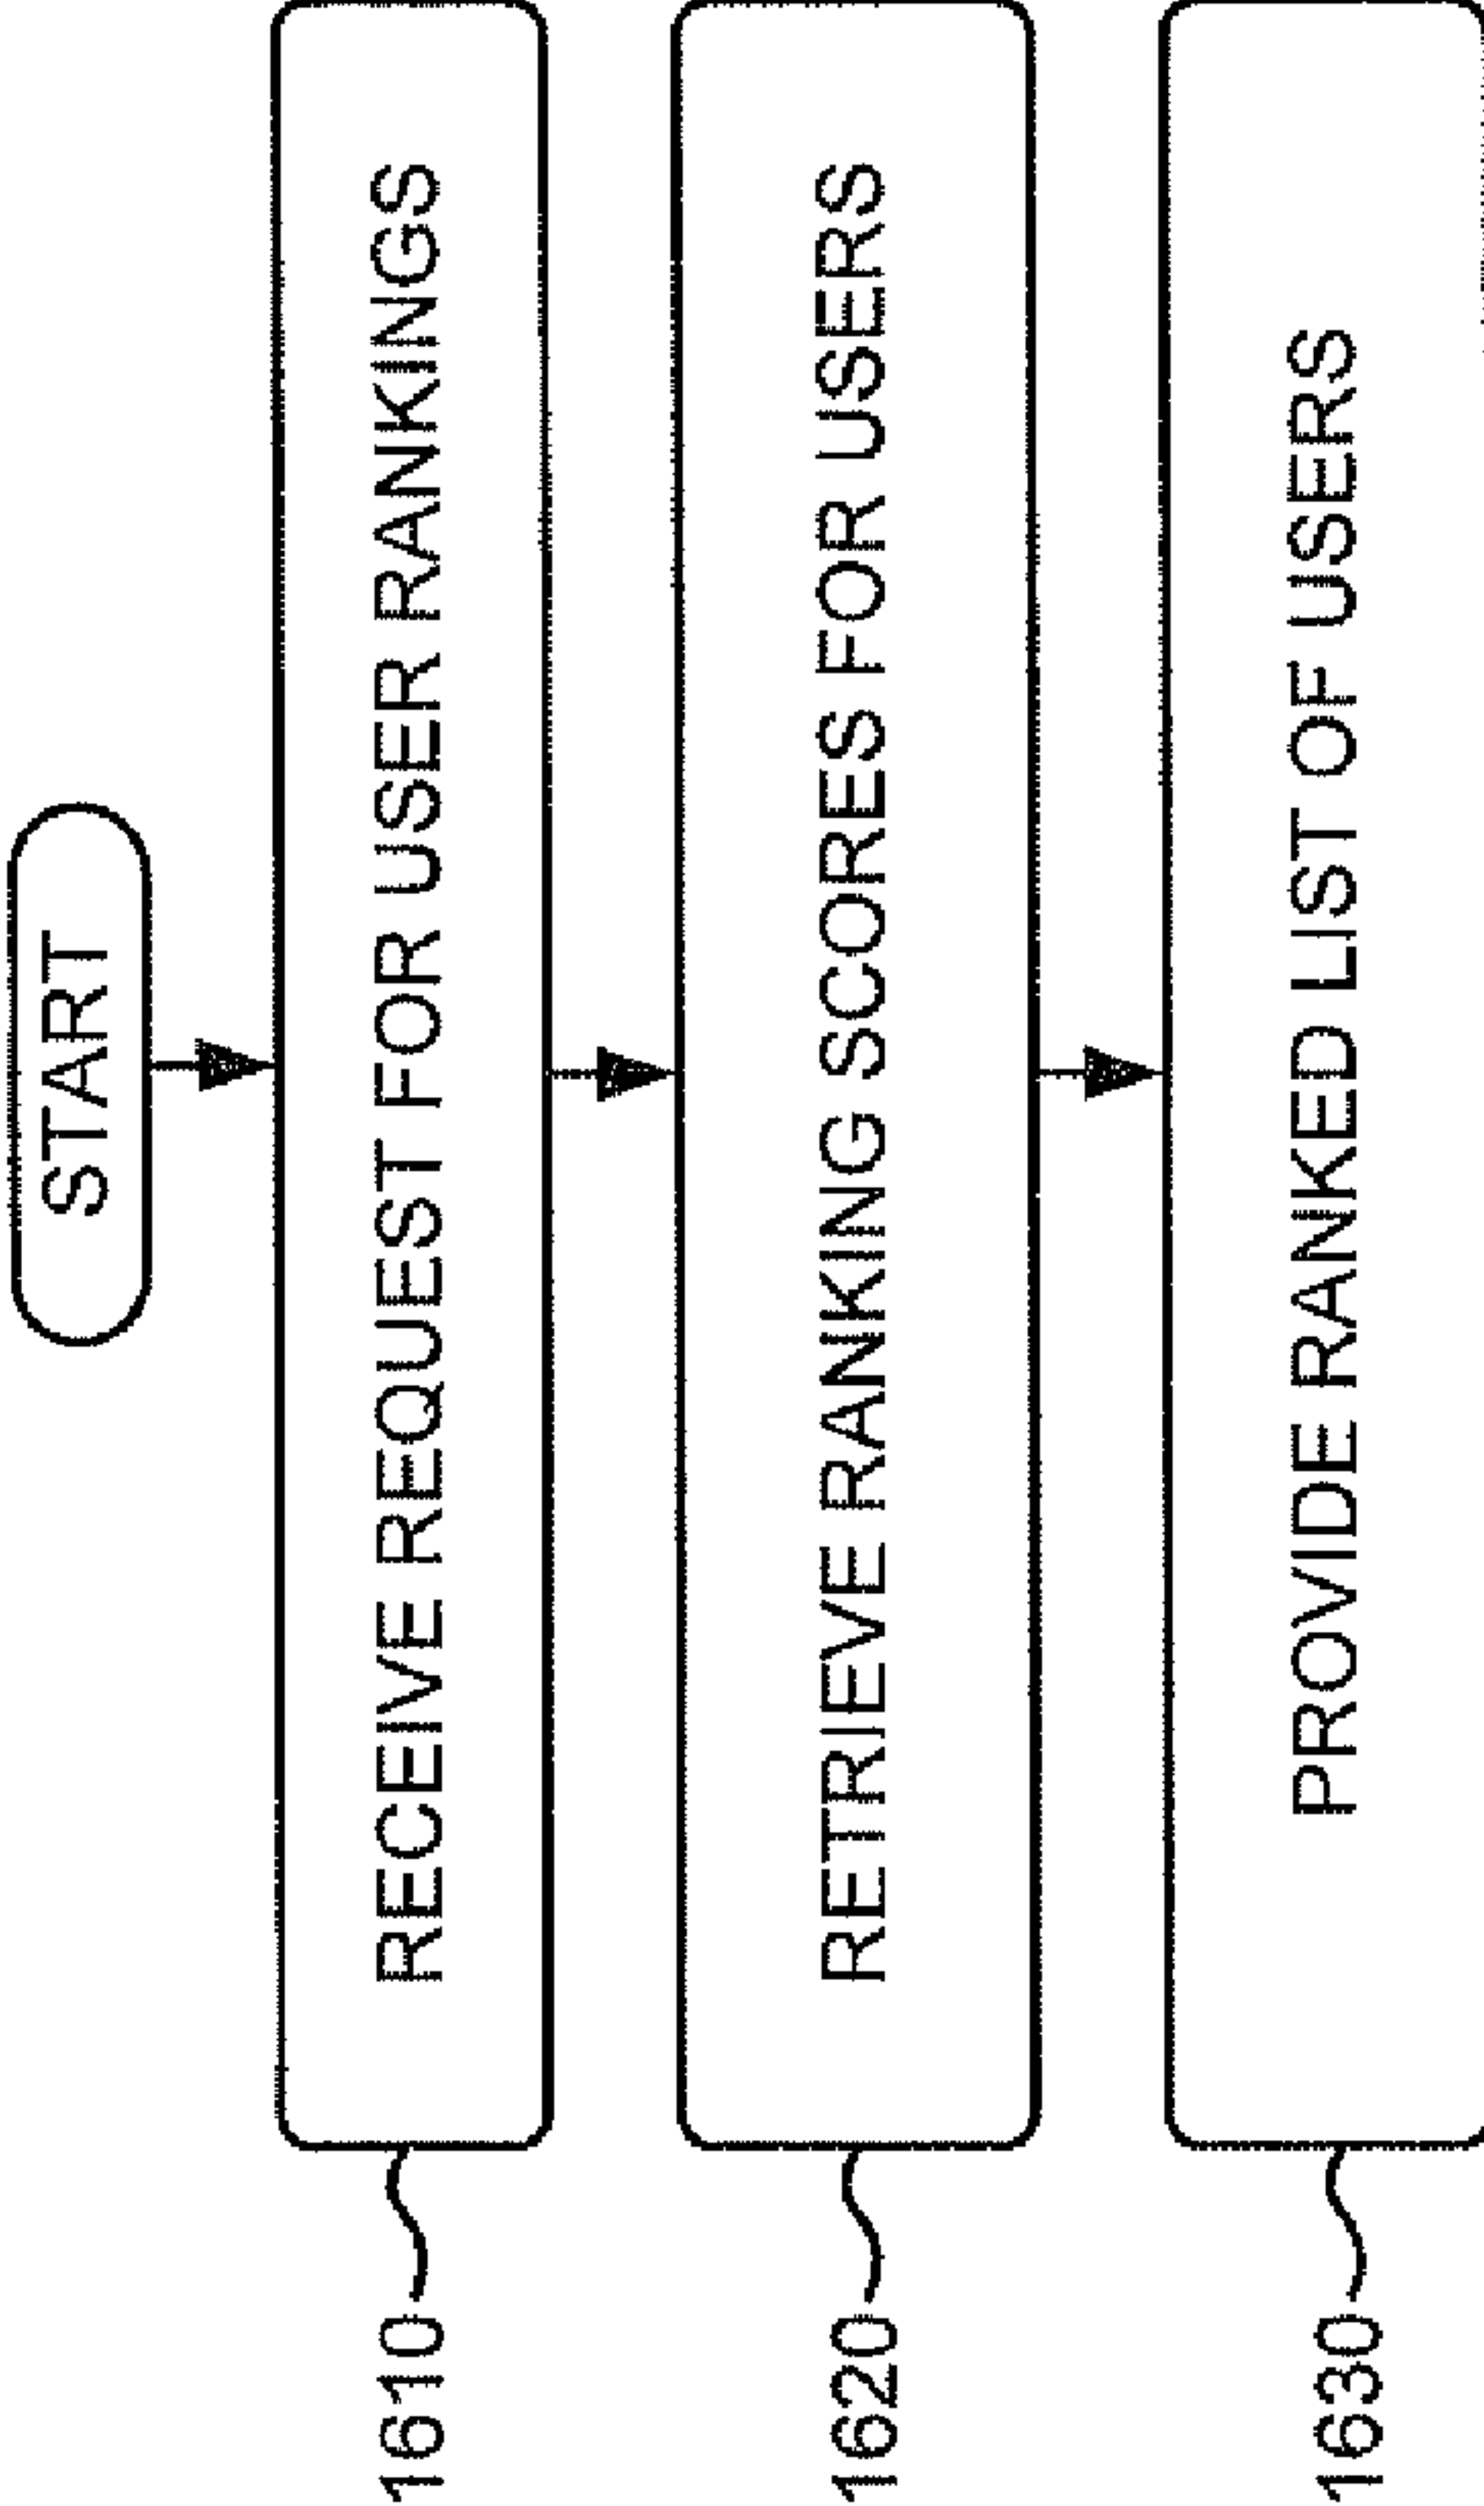 START
1610
RECEIVE REQUEST FOR USER RANKINGS
1620
RETRIEVE RANKING SCORES FOR USERS
1630
PROVIDE RANKED LIST OF USERS